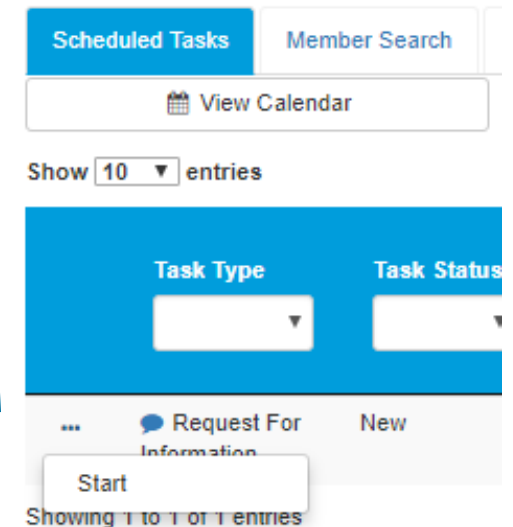 Scheduled Tasks Member Search
View Calendar
Show 10 entries
Task Type Task Status
... Request For New
Information
Start
Showing 1 to 1 of 1 entries